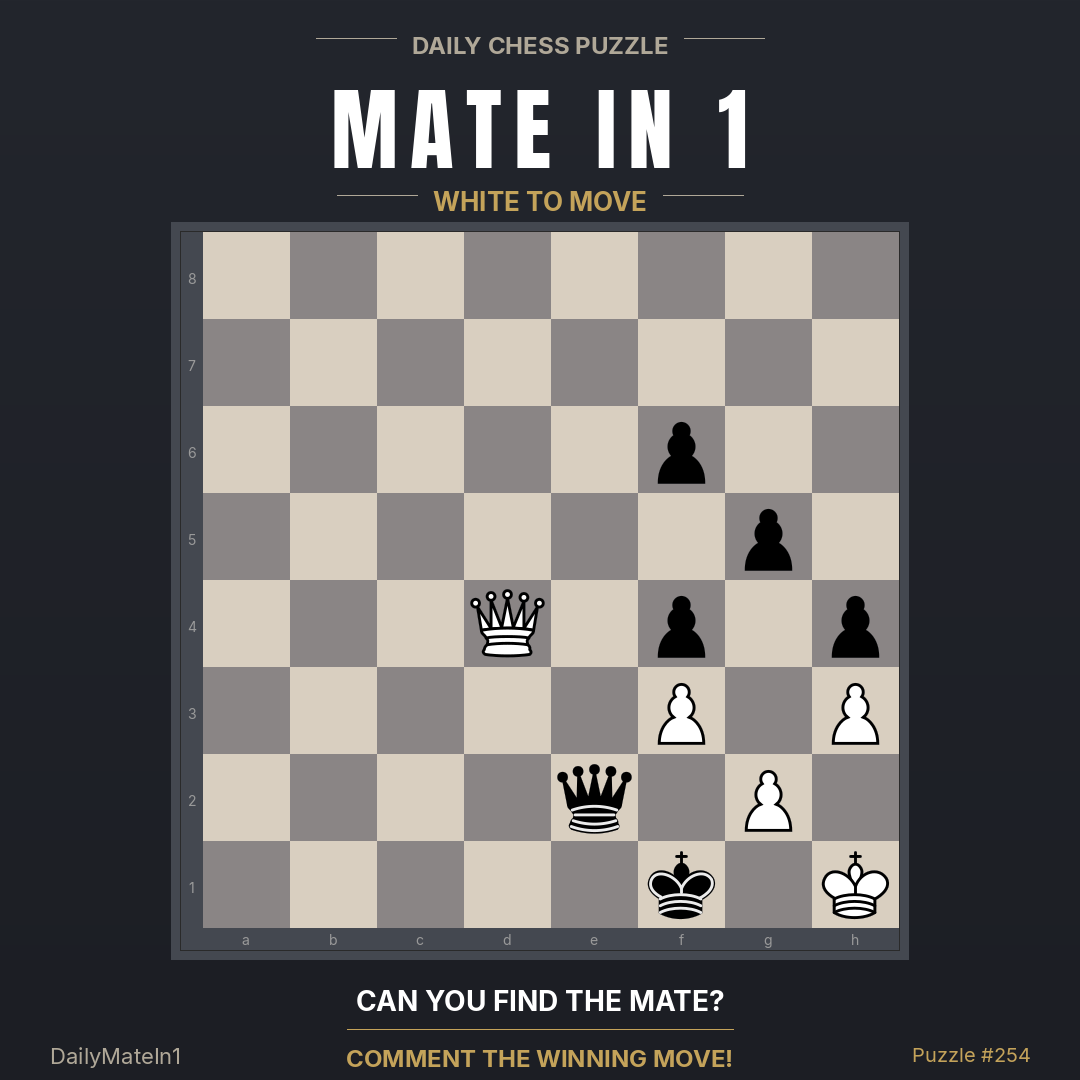 DAILY CHESS PUZZLE
MATE IN 1
WHITE TO MOVE
8
7
6
5
4
3
2
1
a b c d e f g h
CAN YOU FIND THE MATE?
DailyMateIn1 COMMENT THE WINNING MOVE! Puzzle #254